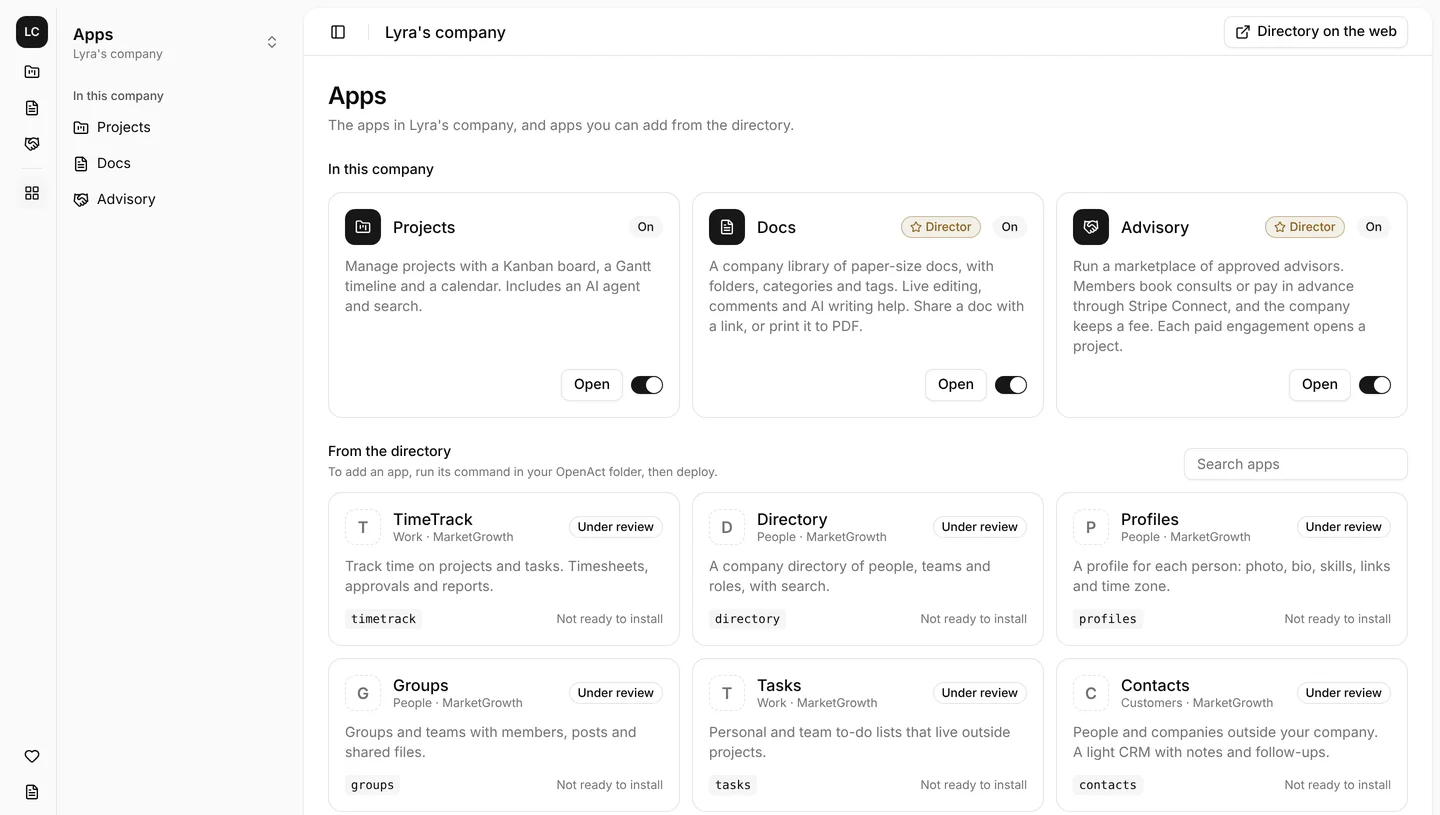 LC
Apps
Lyra's company
In this company
Projects
Docs
Advisory
Lyra's company
Directory on the web
Apps
The apps in Lyra's company, and apps you can add from the directory.
In this company
Projects
On
Manage projects with a Kanban board, a Gantt
timeline and a calendar. Includes an AI agent
and search.
Open
Docs
Director
On
A company library of paper-size docs, with
folders, categories and tags. Live editing,
comments and AI writing help. Share a doc with
a link, or print it to PDF.
Open
Advisory
Director
On
Run a marketplace of approved advisors.
Members book consults or pay in advance
through Stripe Connect, and the company
keeps a fee. Each paid engagement opens a
project.
Open
From the directory
To add an app, run its command in your OpenAct folder, then deploy.
Search apps
T
TimeTrack
Work · MarketGrowth
Under review
Track time on projects and tasks. Timesheets,
approvals and reports.
timetrack
Not ready to install
D
Directory
People · MarketGrowth
Under review
A company directory of people, teams and
roles, with search.
directory
Not ready to install
P
Profiles
People · MarketGrowth
Under review
A profile for each person: photo, bio, skills, links
and time zone.
profiles
Not ready to install
G
Groups
People · MarketGrowth
Under review
Groups and teams with members, posts and
shared files.
groups
Not ready to install
T
Tasks
Work · MarketGrowth
Under review
Personal and team to-do lists that live outside
projects.
tasks
Not ready to install
C
Contacts
Customers · MarketGrowth
Under review
People and companies outside your company.
A light CRM with notes and follow-ups.
contacts
Not ready to install